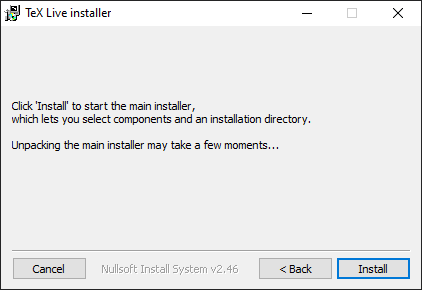 TeX Live installer
Click 'Install' to start the main installer,
which lets you select components and an installation directory.
Unpacking the main installer may take a few moments...
Cancel
Nullsoft Install System v2.46
< Back
Install